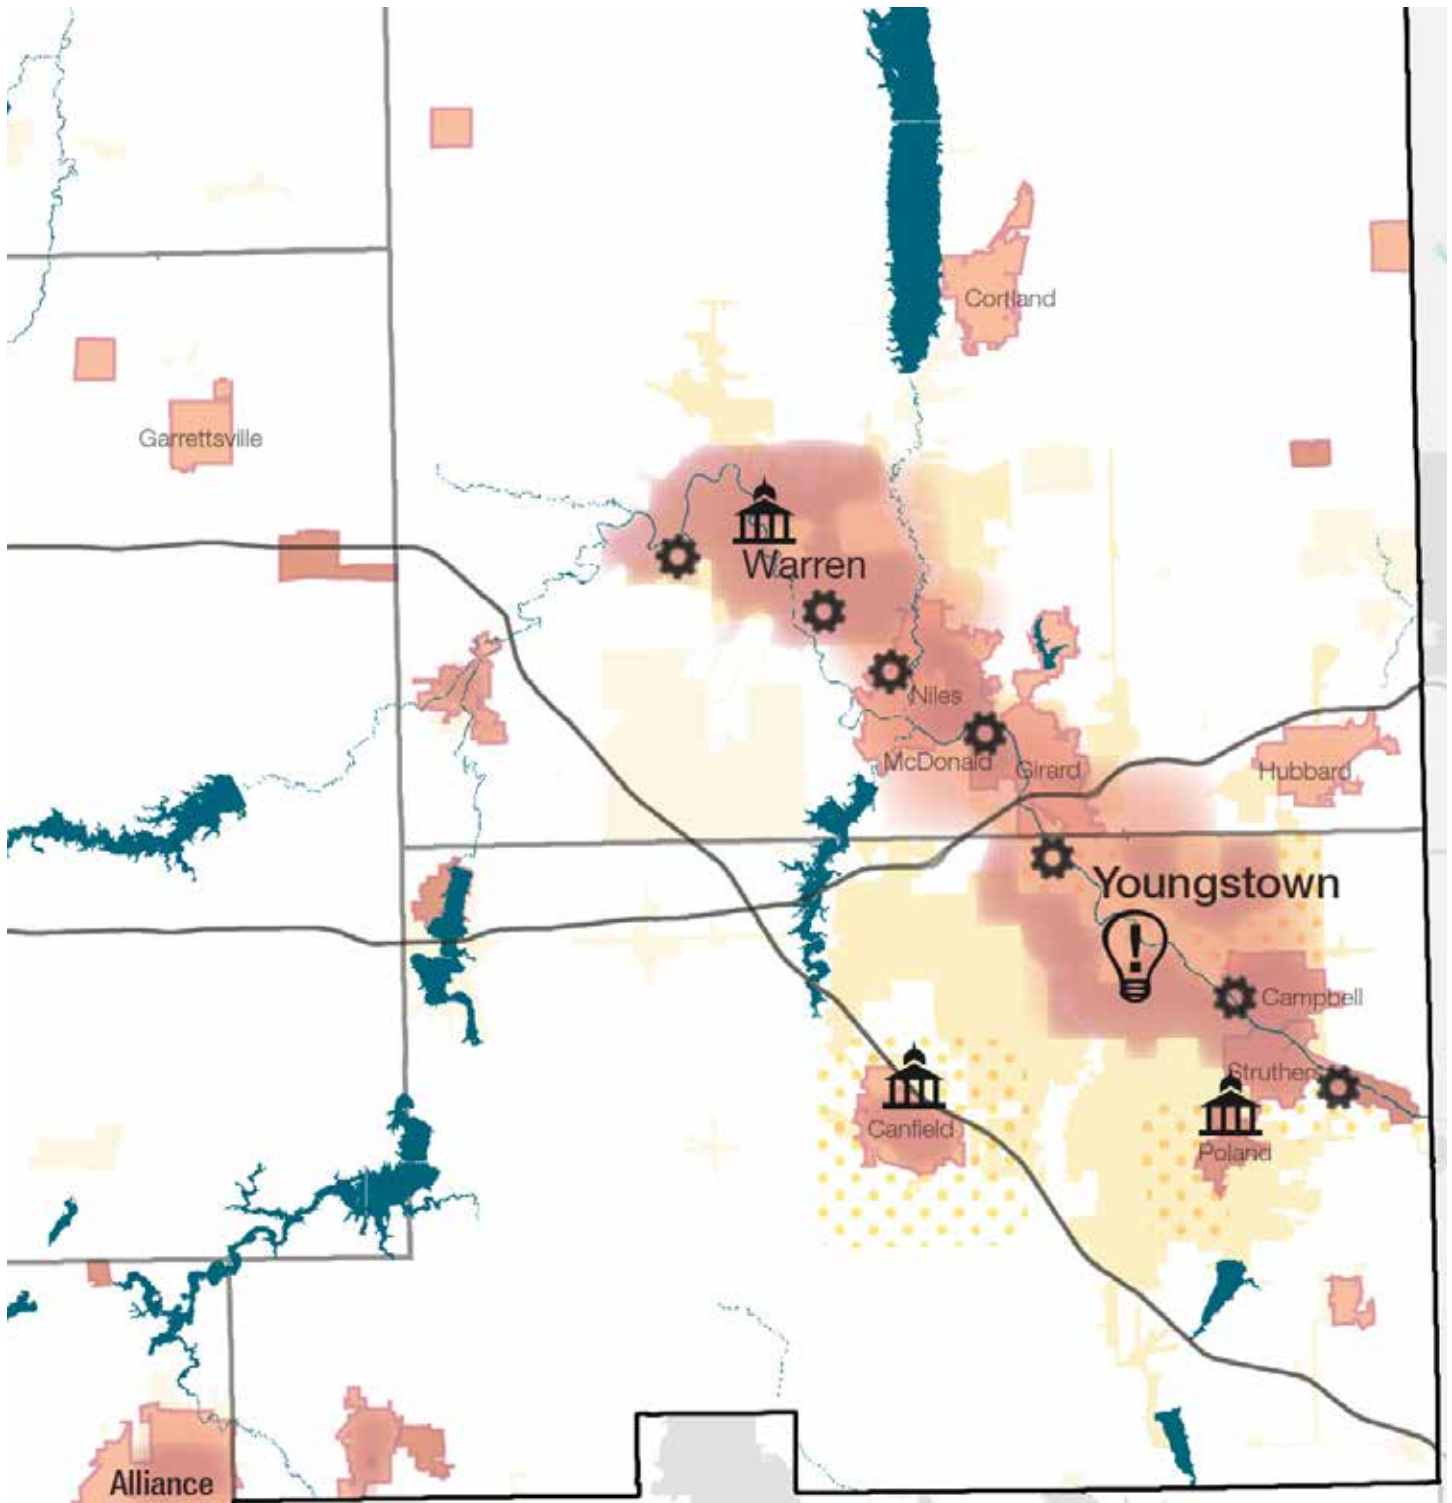 Cortland
Garrettsville
Warren
Niles
McDonald
Girard
Hubbard
Youngstown
!
Campbell
Struthers
Canfield
Poland
Alliance